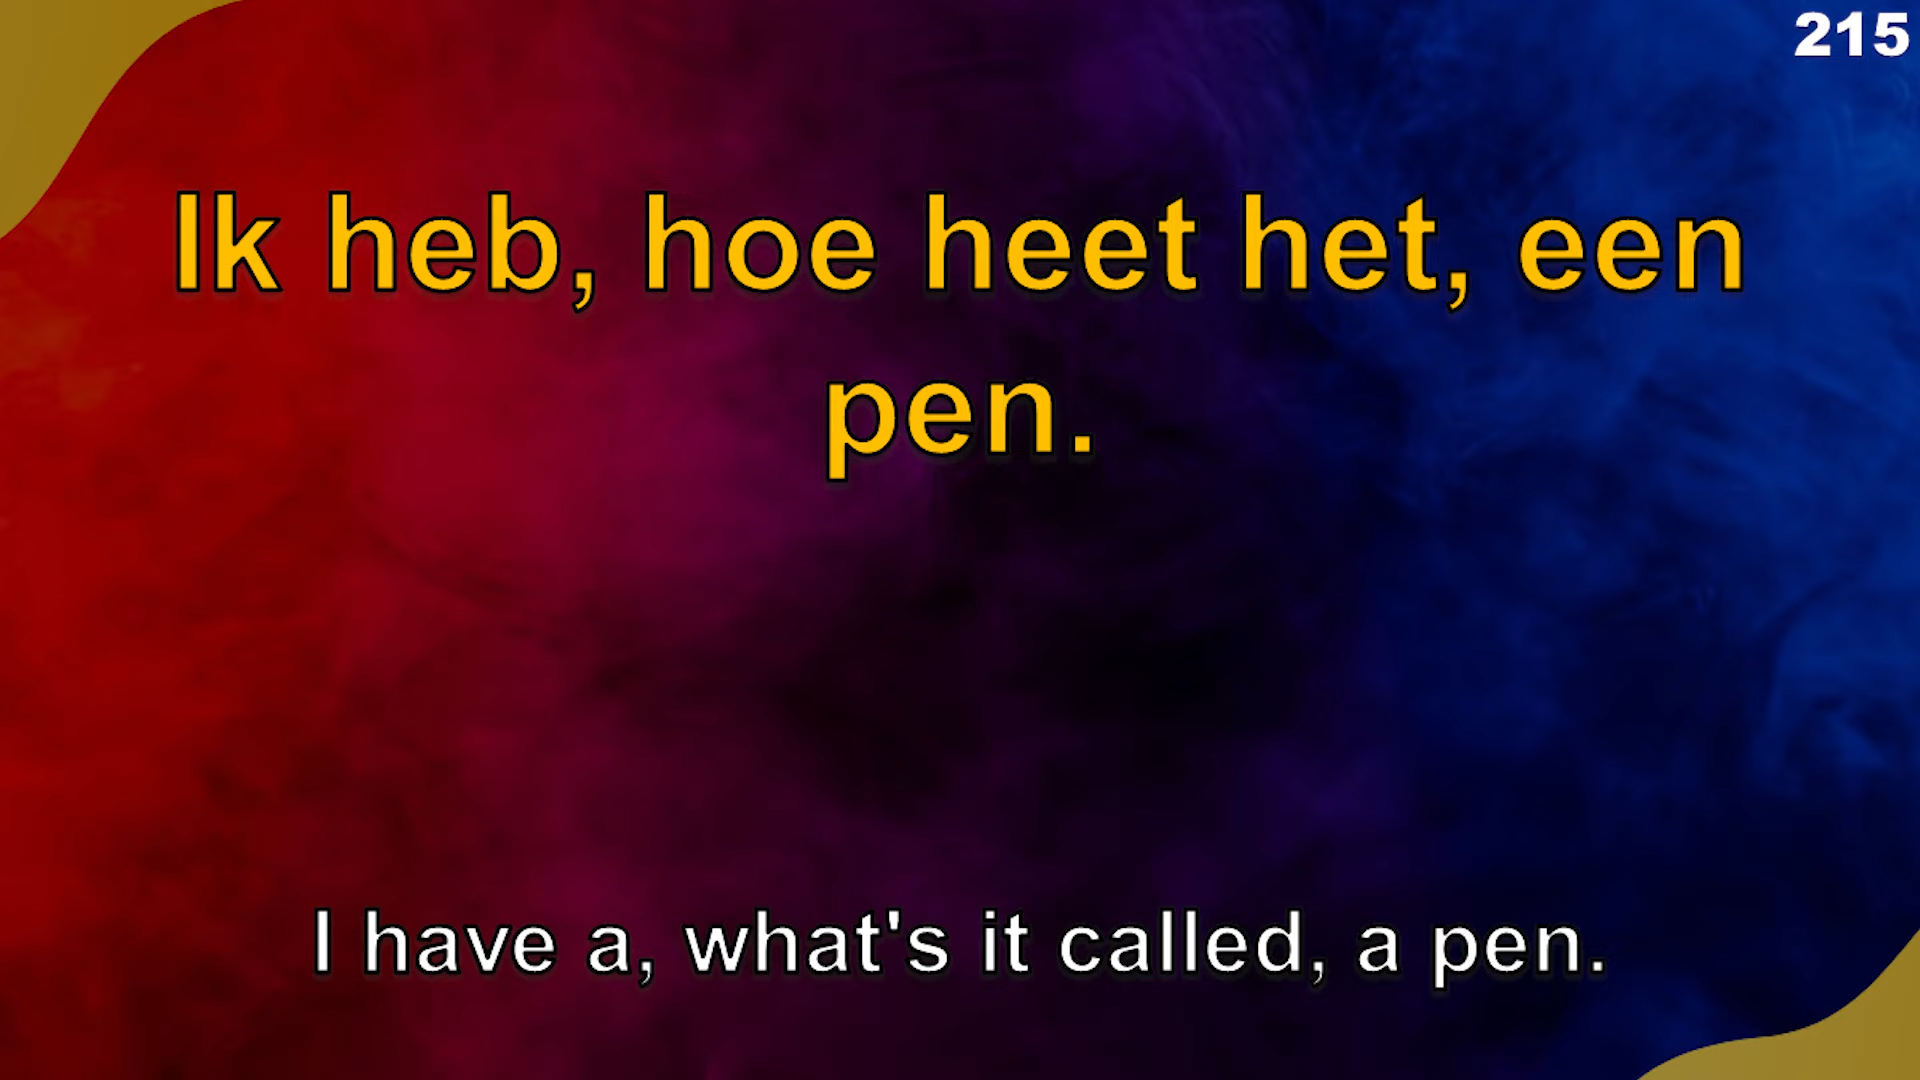 215
Ik heb, hoe heet het, een
pen.
I have a, what's it called, a pen.